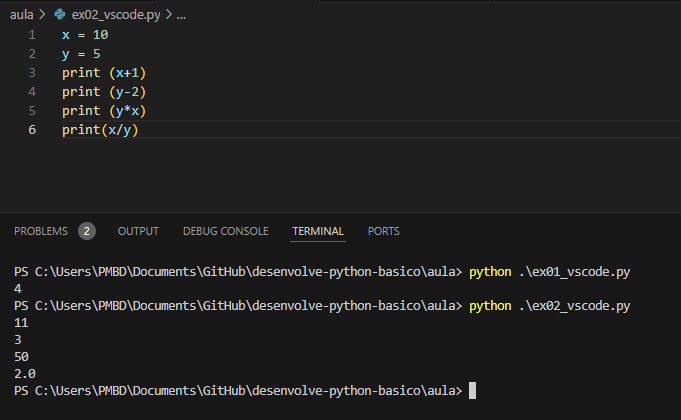 aula > ex02_vscode.py > ...
1 x = 10
2 y = 5
3 print (x+1)
4 print (y-2)
5 print (y*x)
6 print(x/y)
PROBLEMS 2 OUTPUT DEBUG CONSOLE TERMINAL PORTS
PS C:\Users\PMBD\Documents\GitHub\desenvolve-python-basico\aula> python .\ex01_vscode.py
4
PS C:\Users\PMBD\Documents\GitHub\desenvolve-python-basico\aula> python .\ex02_vscode.py
11
3
50
2.0
PS C:\Users\PMBD\Documents\GitHub\desenvolve-python-basico\aula>